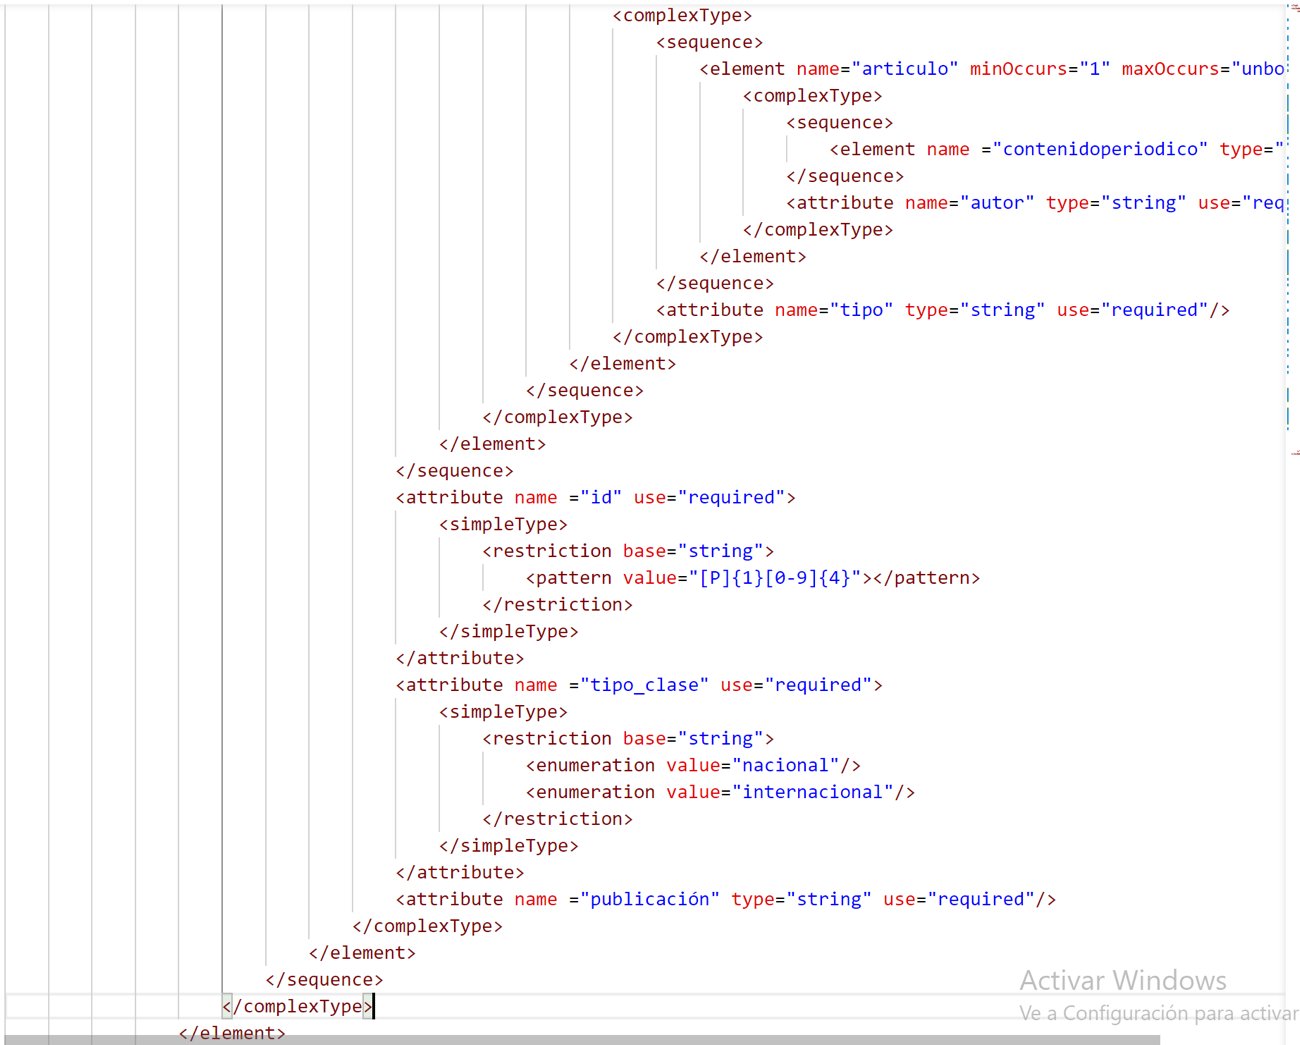 <complexType>
<sequence>
<element name="articulo" minOccurs="1" maxOccurs="unbo
<complexType>
<sequence>
<element name ="contenidoperiodico" type="
</sequence>
<attribute name="autor" type="string" use="req
</complexType>
</element>
</sequence>
<attribute name="tipo" type="string" use="required"/>
</complexType>
</element>
</sequence>
</complexType>
</element>
</sequence>
<attribute name ="id" use="required">
<simpleType>
<restriction base="string">
<pattern value="[P]{1}[0-9]{4}"></pattern>
</restriction>
</simpleType>
</attribute>
<attribute name ="tipo_clase" use="required">
<simpleType>
<restriction base="string">
<enumeration value="nacional"/>
<enumeration value="internacional"/>
</restriction>
</simpleType>
</attribute>
<attribute name ="publicación" type="string" use="required"/>
</complexType>
</element>
</sequence>
</complexType>
</element>
Activar Windows
Ve a Configuración para activar